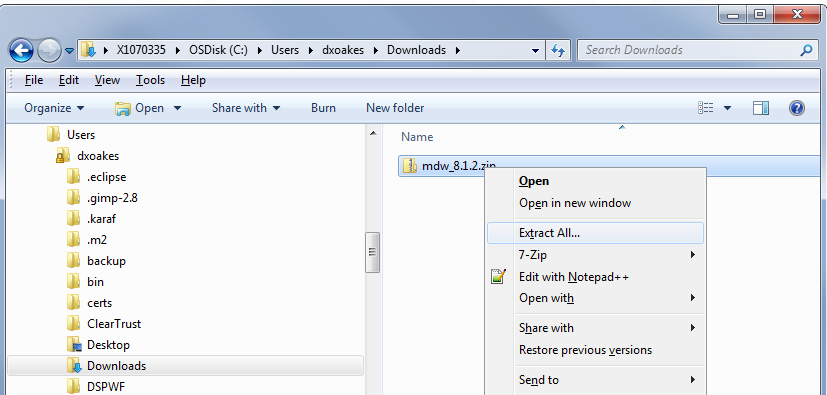 X1070335 ▸ OSDisk (C:) ▸ Users ▸ dxoakes ▸ Downloads ▸
Search Downloads
File Edit View Tools Help
Organize Open Share with Burn New folder
Users
dxoakes
.eclipse
.gimp-2.8
.karaf
.m2
backup
bin
certs
ClearTrust
Desktop
Downloads
DSPWF
Name
mdw_8.1.2.zip
Open
Open in new window
Extract All...
7-Zip
Edit with Notepad++
Open with
Share with
Restore previous versions
Send to